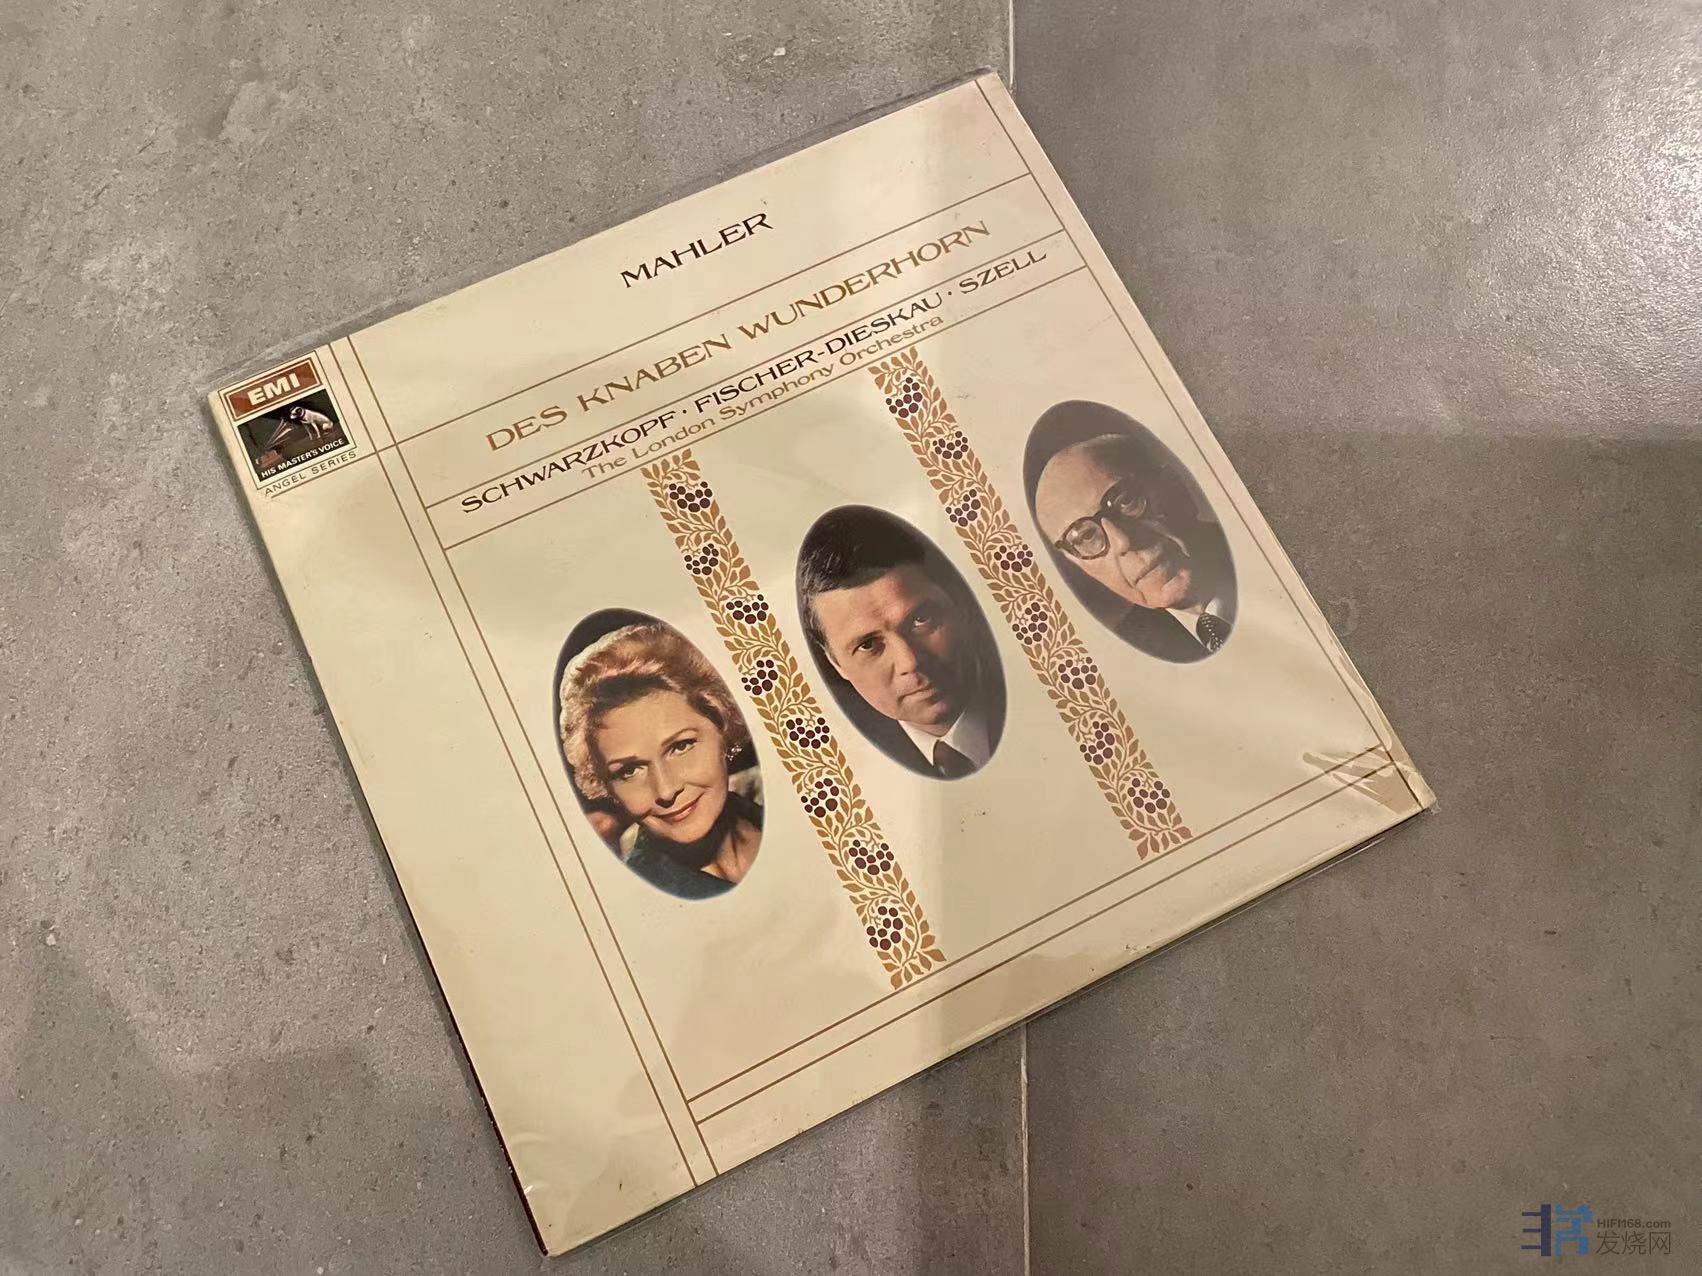 MAHLER
DES KNABEN WUNDERHORN
SCHWARZKOPF · FISCHER-DIESKAU · SZELL
The London Symphony Orchestra
EMI
HIS MASTER'S VOICE
ANGEL SERIES
HIFI168.com
发烧网